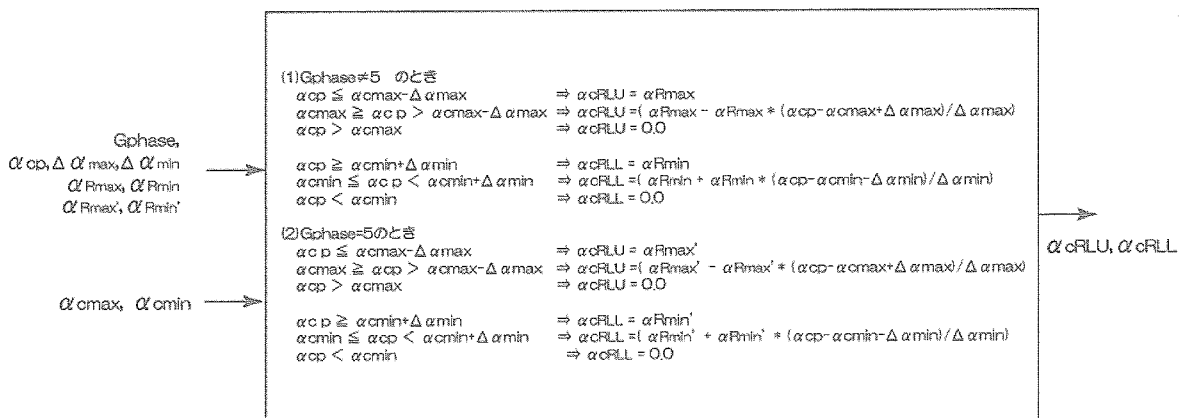 Gphase,
αcp, Δαmax, Δαmin
αRmax, αRmin
αRmax', αRmin'
αcmax, αcmin
(1)Gphase≠5 のとき
αcp ≦ αcmax-Δαmax ⇒ αcRLU = αRmax
αcmax ≧ αcp > αcmax-Δαmax ⇒ αcRLU =( αRmax - αRmax * (αcp-αcmax+Δαmax)/Δαmax)
αcp > αcmax ⇒ αcRLU = 0.0
αcp ≧ αcmin+Δαmin ⇒ αcRLL = αRmin
αcmin ≦ αcp < αcmin+Δαmin ⇒ αcRLL =( αRmin + αRmin * (αcp-αcmin-Δαmin)/Δαmin)
αcp < αcmin ⇒ αcRLL = 0.0
(2)Gphase=5のとき
αcp ≦ αcmax-Δαmax ⇒ αcRLU = αRmax'
αcmax ≧ αcp > αcmax-Δαmax ⇒ αcRLU =( αRmax' - αRmax' * (αcp-αcmax+Δαmax)/Δαmax)
αcp > αcmax ⇒ αcRLU = 0.0
αcp ≧ αcmin+Δαmin ⇒ αcRLL = αRmin'
αcmin ≦ αcp < αcmin+Δαmin ⇒ αcRLL =( αRmin' + αRmin' * (αcp-αcmin-Δαmin)/Δαmin)
αcp < αcmin ⇒ αcRLL = 0.0
αcRLU, αcRLL